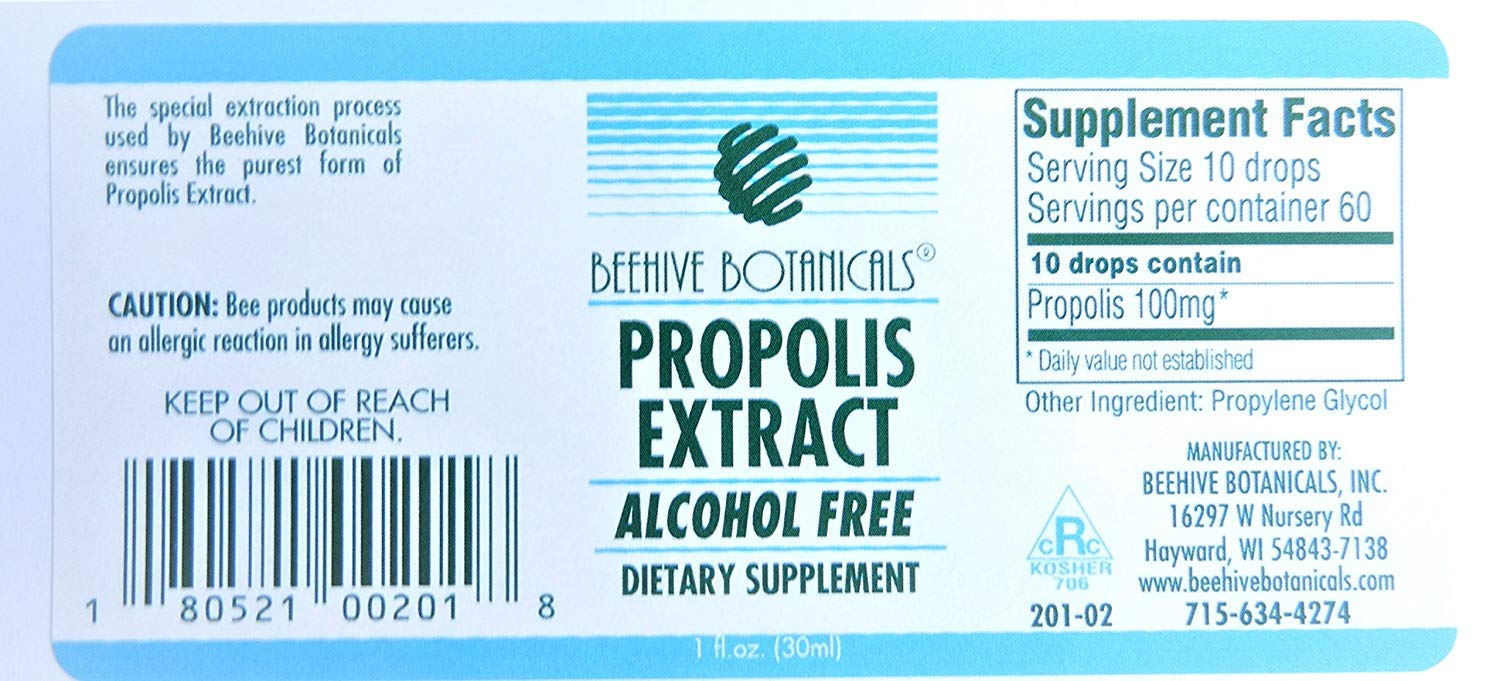 The special extraction process
used by Beehive Botanicals
ensures the purest form of
Propolis Extract.
CAUTION: Bee products may cause
an allergic reaction in allergy sufferers.
KEEP OUT OF REACH
OF CHILDREN.
1 80521 00201 8
BEEHIVE BOTANICALS®
PROPOLIS
EXTRACT
ALCOHOL FREE
DIETARY SUPPLEMENT
1 fl.oz. (30ml)
Supplement Facts
Serving Size 10 drops
Servings per container 60
10 drops contain
Propolis 100mg*
* Daily value not established
Other Ingredient: Propylene Glycol
MANUFACTURED BY:
BEEHIVE BOTANICALS, INC.
16297 W Nursery Rd
Hayward, WI 54843-7138
www.beehivebotanicals.com
715-634-4274
CRC
KOSHER
706
201-02